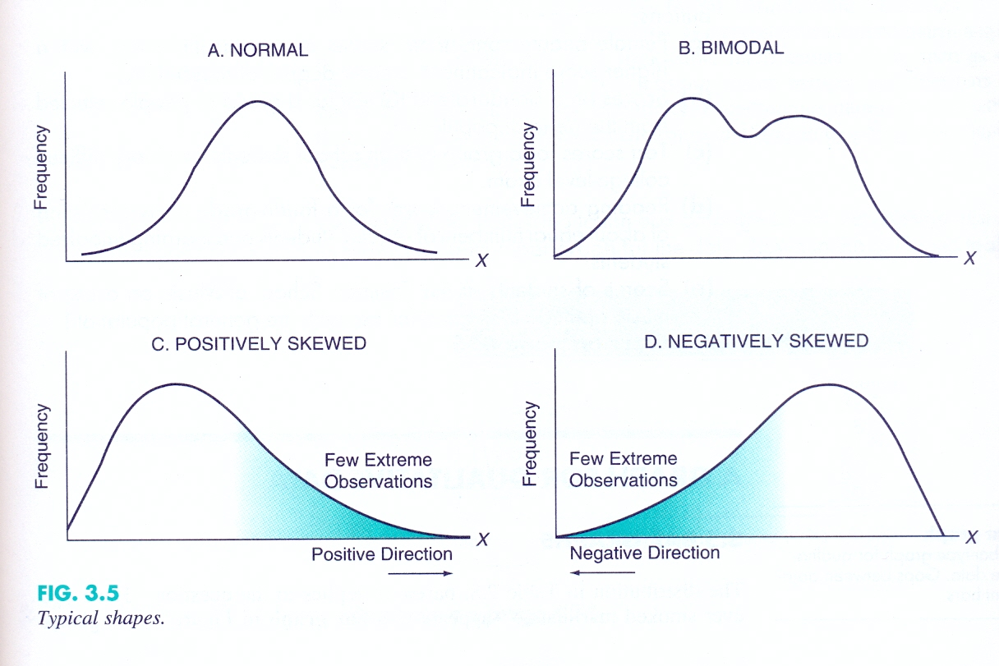 A. NORMAL
Frequency
X
B. BIMODAL
Frequency
X
C. POSITIVELY SKEWED
Frequency
Few Extreme
Observations
X
Positive Direction
D. NEGATIVELY SKEWED
Frequency
Few Extreme
Observations
X
Negative Direction
FIG. 3.5
Typical shapes.